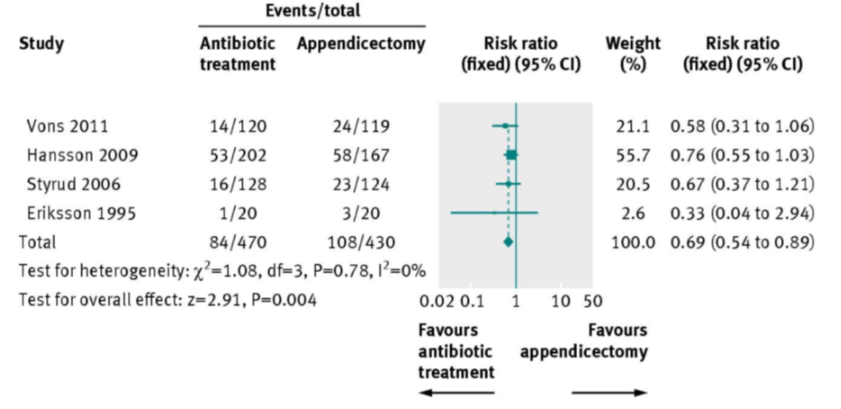 Events/total
Study Antibiotic treatment Appendicectomy Risk ratio (fixed) (95% CI) Weight (%) Risk ratio (fixed) (95% CI)
Vons 2011 14/120 24/119 21.1 0.58 (0.31 to 1.06)
Hansson 2009 53/202 58/167 55.7 0.76 (0.55 to 1.03)
Styrud 2006 16/128 23/124 20.5 0.67 (0.37 to 1.21)
Eriksson 1995 1/20 3/20 2.6 0.33 (0.04 to 2.94)
Total 84/470 108/430 100.0 0.69 (0.54 to 0.89)
Test for heterogeneity: χ²=1.08, df=3, P=0.78, I²=0%
Test for overall effect: z=2.91, P=0.004
0.02 0.1 1 10 50
Favours antibiotic treatment Favours appendicectomy